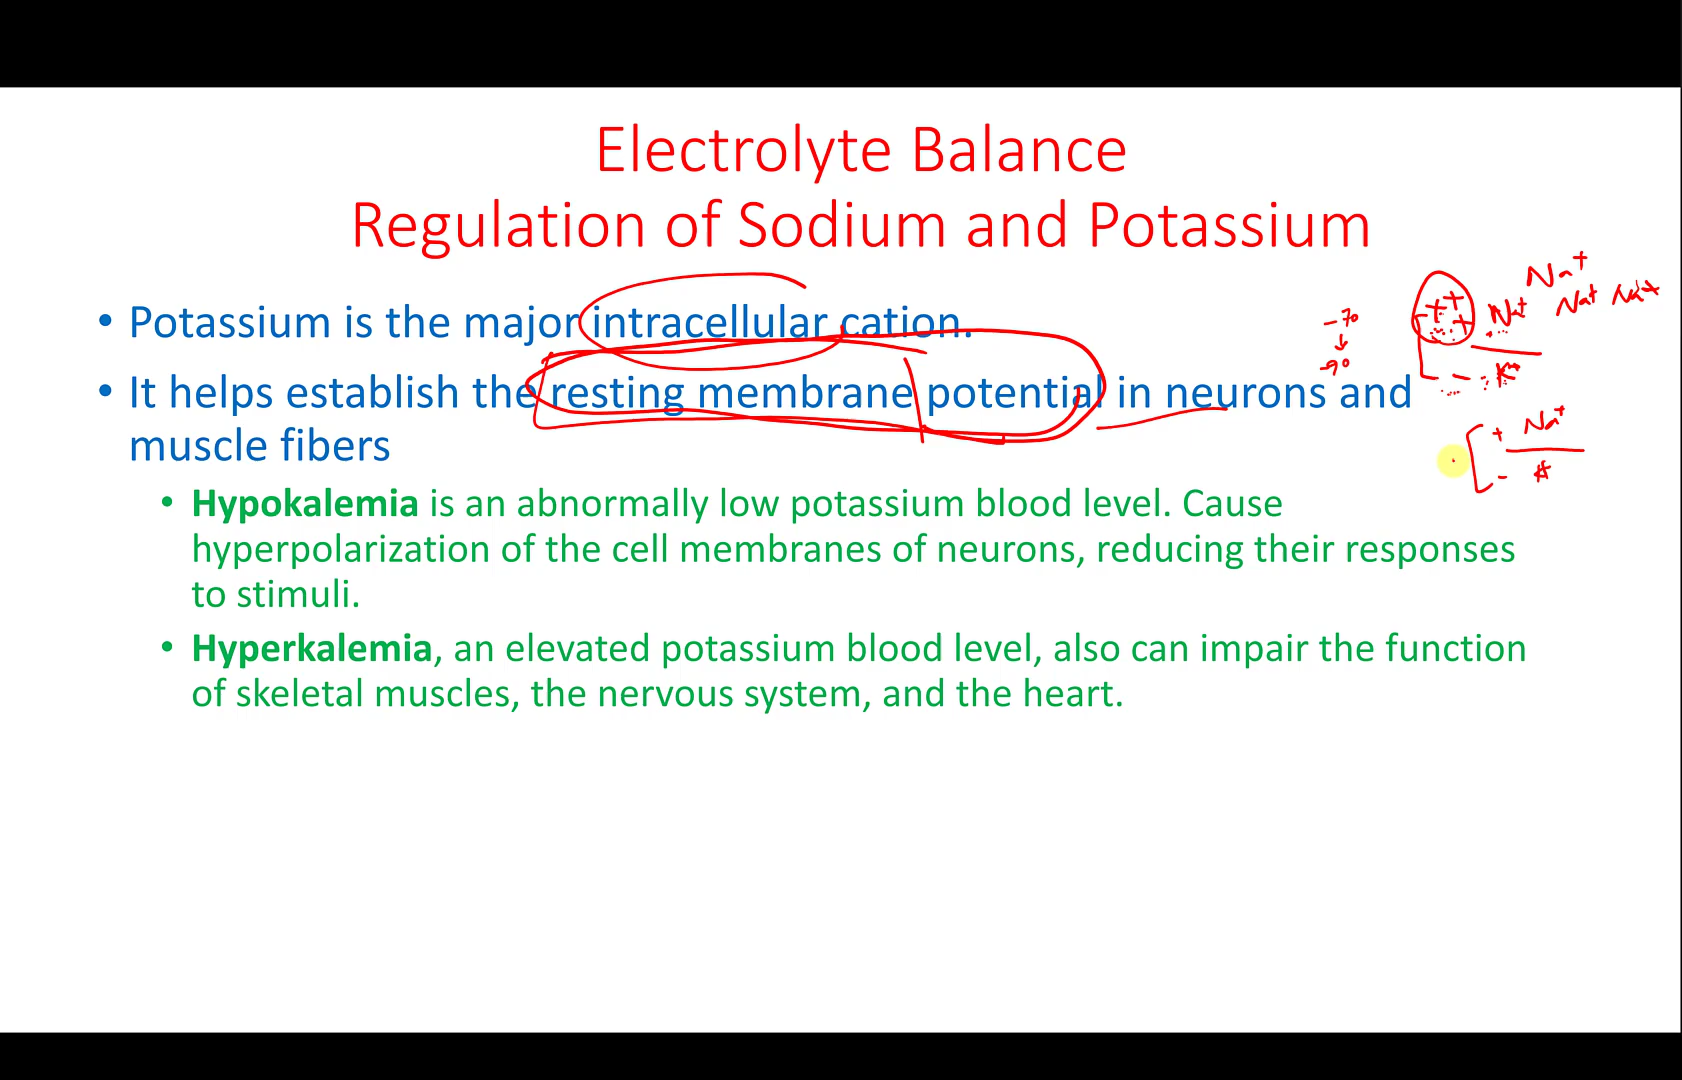 Electrolyte Balance
Regulation of Sodium and Potassium
• Potassium is the major intracellular cation.
• It helps establish the resting membrane potential in neurons and
muscle fibers
• Hypokalemia is an abnormally low potassium blood level. Cause
hyperpolarization of the cell membranes of neurons, reducing their responses
to stimuli.
• Hyperkalemia, an elevated potassium blood level, also can impair the function
of skeletal muscles, the nervous system, and the heart.
Na+
++ Na+ Na+ Na+
+
-70
↓
-90
- -
+ Na+
-